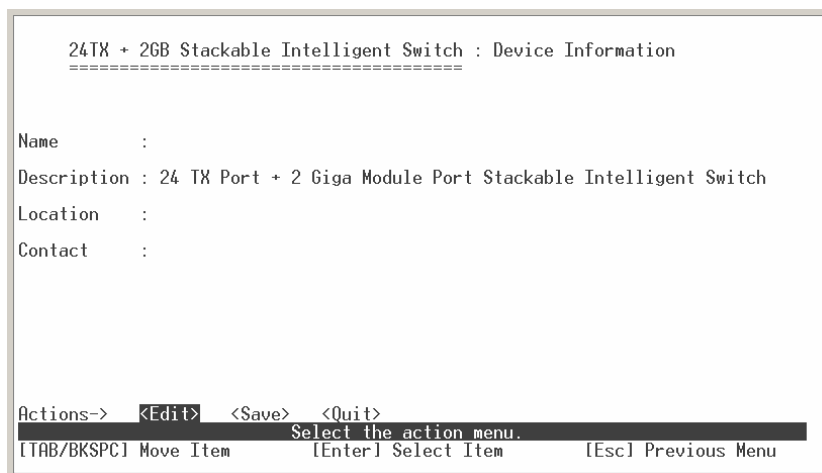 24TX + 2GB Stackable Intelligent Switch : Device Information
=======================================
Name :
Description : 24 TX Port + 2 Giga Module Port Stackable Intelligent Switch
Location :
Contact :
Actions-> <Edit> <Save> <Quit>
Select the action menu.
[TAB/BKSPC] Move Item [Enter] Select Item [Esc] Previous Menu